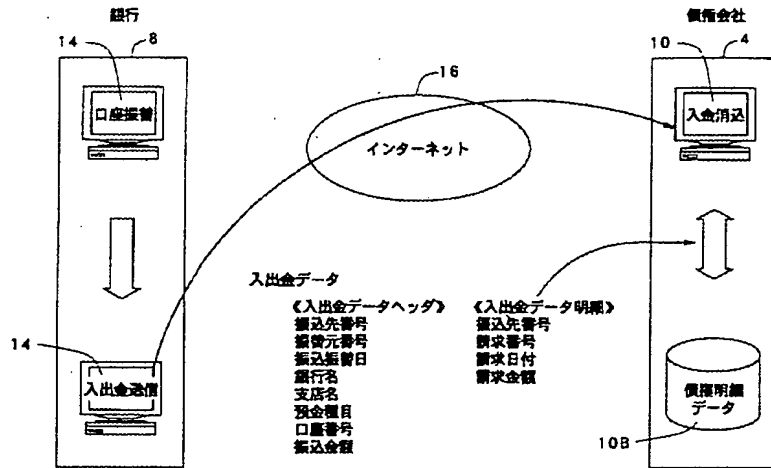 銀行
債権会社
14
8
16
10
4
口座振替
入金消込
インターネット
入出金データ
《入出金データヘッダ》
振込先番号
振替元番号
振込振替日
銀行名
支店名
預金種目
口座番号
振込金額
《入出金データ明細》
振込先番号
請求番号
請求日付
請求金額
14
入出金送信
債権明細
データ
10B